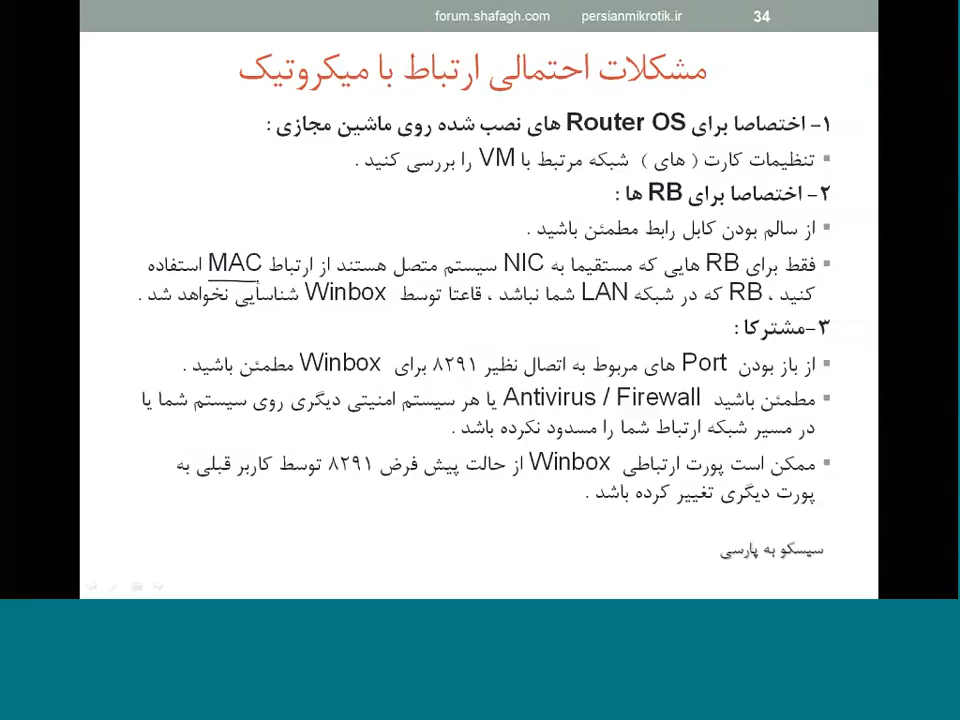 forum.shafagh.com persianmikrotik.ir 34
مشکلات احتمالی ارتباط با میکروتیک
۱- اختصاصا برای Router OS های نصب شده روی ماشین مجازی :
تنظیمات کارت ( های ) شبکه مرتبط با VM را بررسی کنید .
۲- اختصاصا برای RB ها :
از سالم بودن کابل رابط مطمئن باشید .
فقط برای RB هایی که مستقیما به NIC سیستم متصل هستند از ارتباط MAC استفاده
کنید ، RB که در شبکه LAN شما نباشد ، قاعتا توسط Winbox شناسایی نخواهد شد .
۳-مشترکا :
از باز بودن Port های مربوط به اتصال نظیر ۸۲۹۱ برای Winbox مطمئن باشید .
مطمئن باشید Antivirus / Firewall یا هر سیستم امنیتی دیگری روی سیستم شما یا
در مسیر شبکه ارتباط شما را مسدود نکرده باشد .
ممکن است پورت ارتباطی Winbox از حالت پیش فرض ۸۲۹۱ توسط کاربر قبلی به
پورت دیگری تغییر کرده باشد .
سیسکو به پارسی